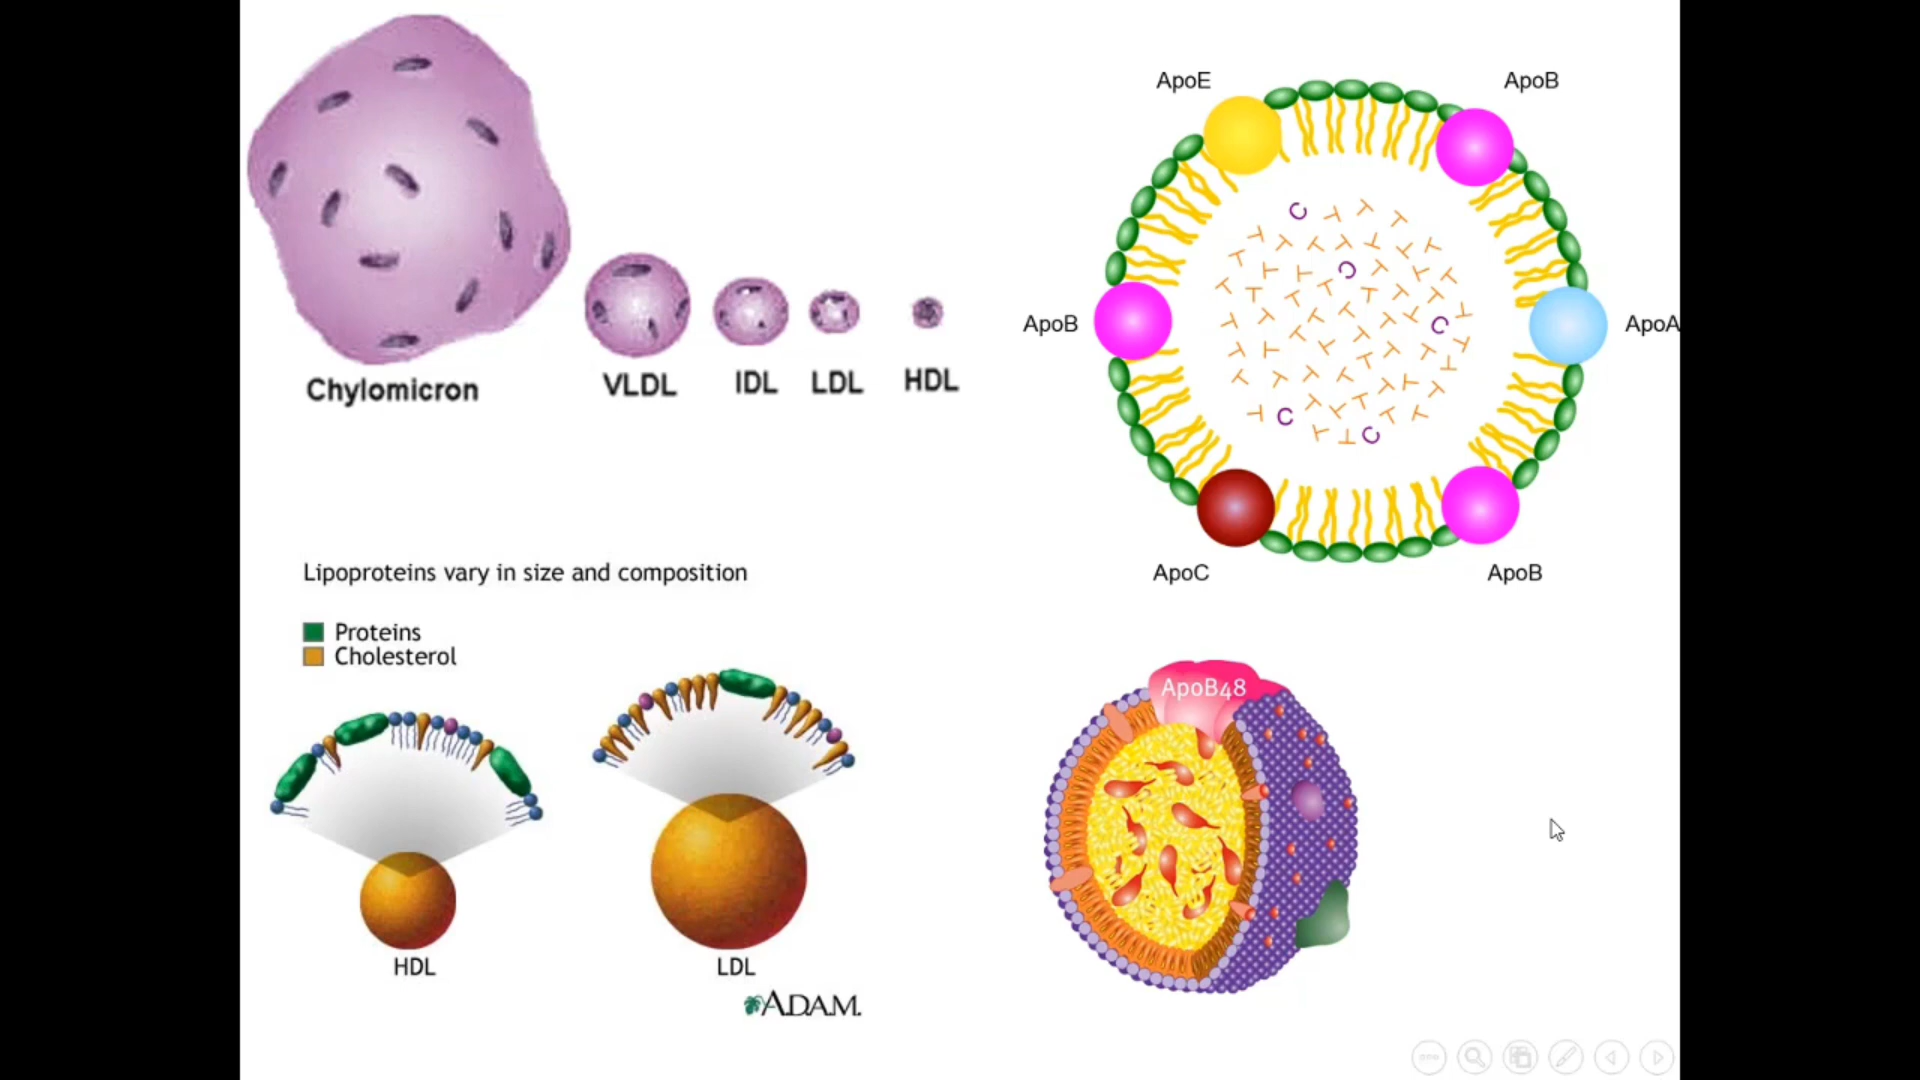 Chylomicron
VLDL
IDL
LDL
HDL
ApoE
ApoB
ApoB
ApoA
ApoC
ApoB
C
C
C
C
C
Lipoproteins vary in size and composition
Proteins
Cholesterol
HDL
LDL
A.D.A.M.
ApoB48